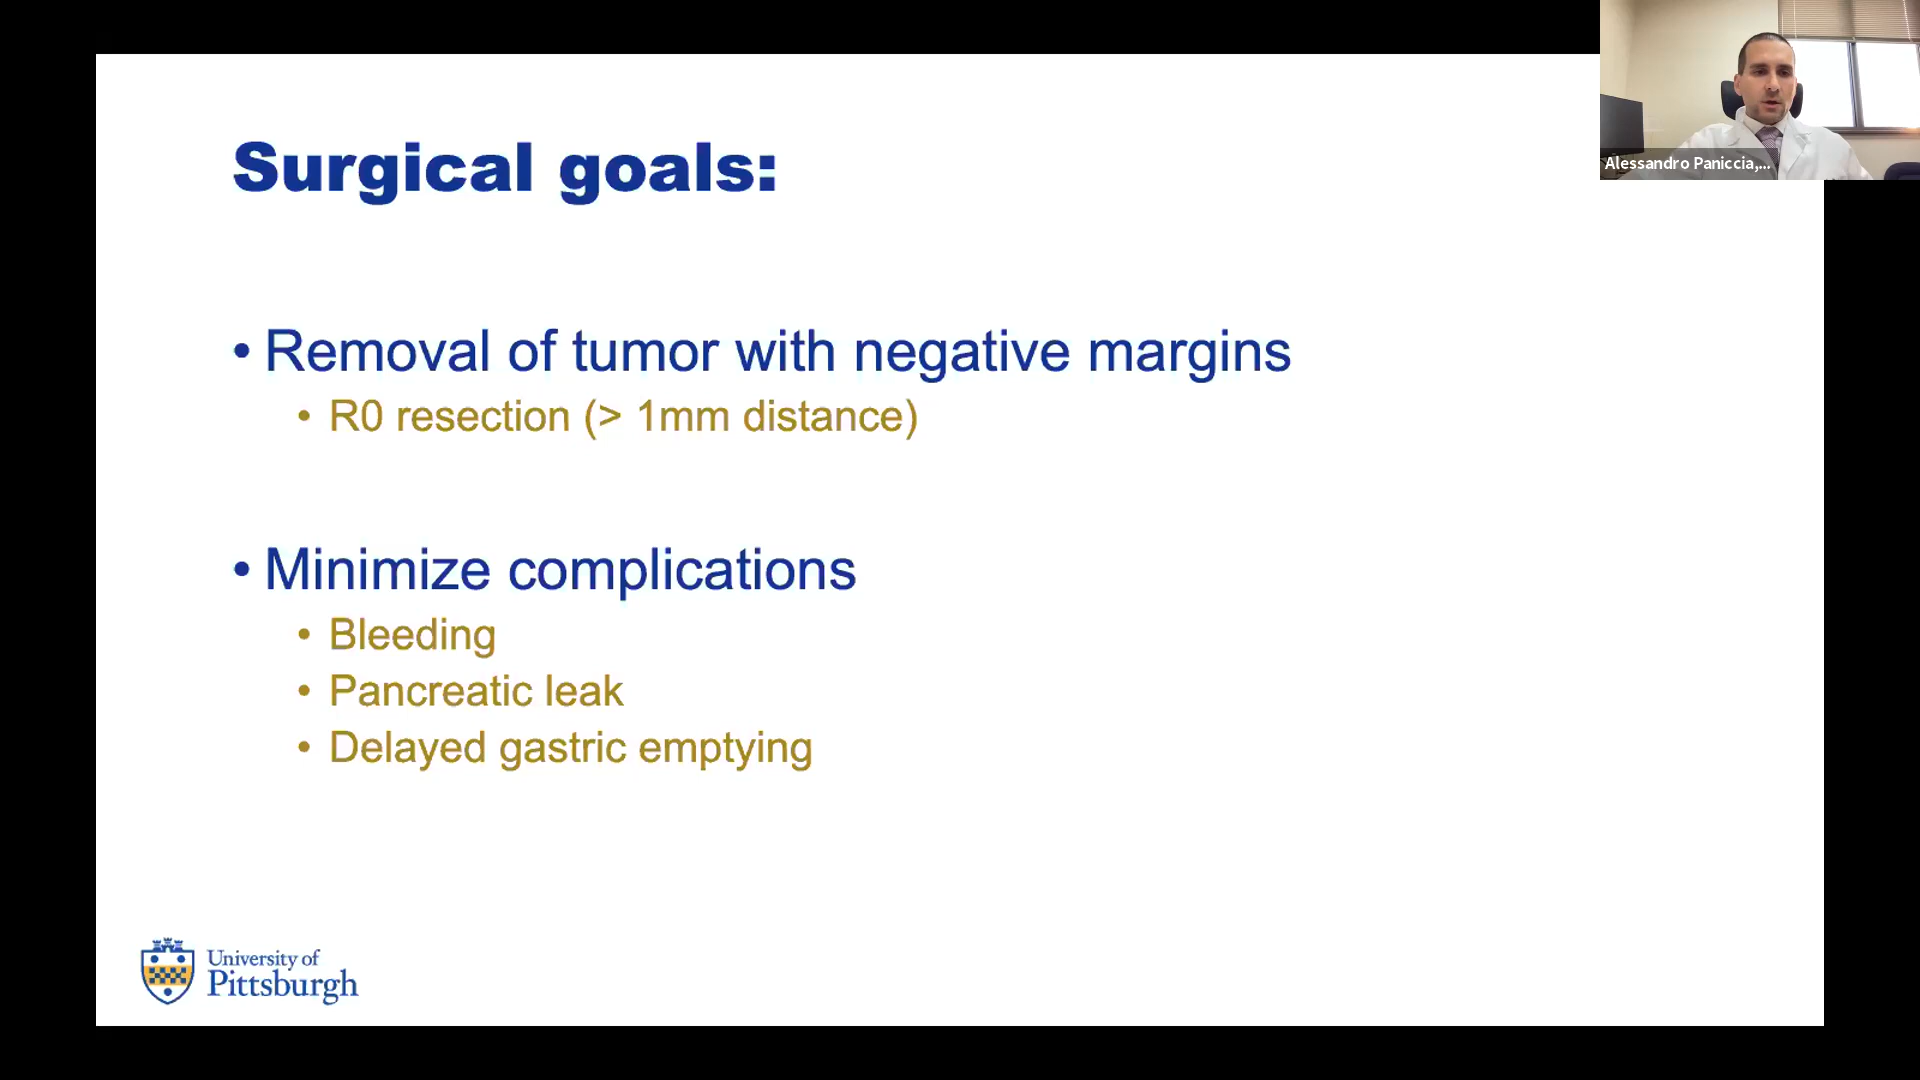 Surgical goals:
• Removal of tumor with negative margins
• R0 resection (> 1mm distance)
• Minimize complications
• Bleeding
• Pancreatic leak
• Delayed gastric emptying
University of
Pittsburgh
Alessandro Paniccia,...